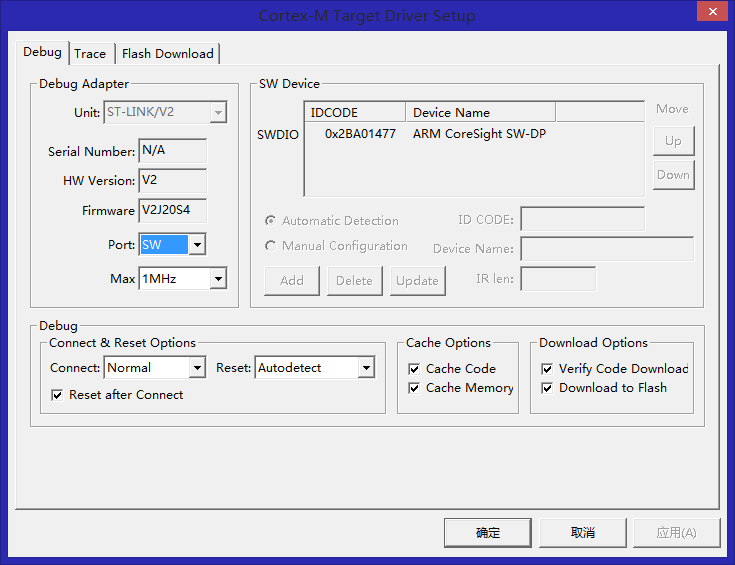 Cortex-M Target Driver Setup
Debug
Trace
Flash Download
Debug Adapter
Unit: ST-LINK/V2
Serial Number: N/A
HW Version: V2
Firmware V2J20S4
Port: SW
Max 1MHz
SW Device
IDCODE Device Name
SWDIO 0x2BA01477 ARM CoreSight SW-DP
Move
Up
Down
Automatic Detection
Manual Configuration
ID CODE:
Device Name:
Add
Delete
Update
IR len:
Debug
Connect & Reset Options
Connect: Normal
Reset: Autodetect
Reset after Connect
Cache Options
Cache Code
Cache Memory
Download Options
Verify Code Download
Download to Flash
确定
取消
应用(A)